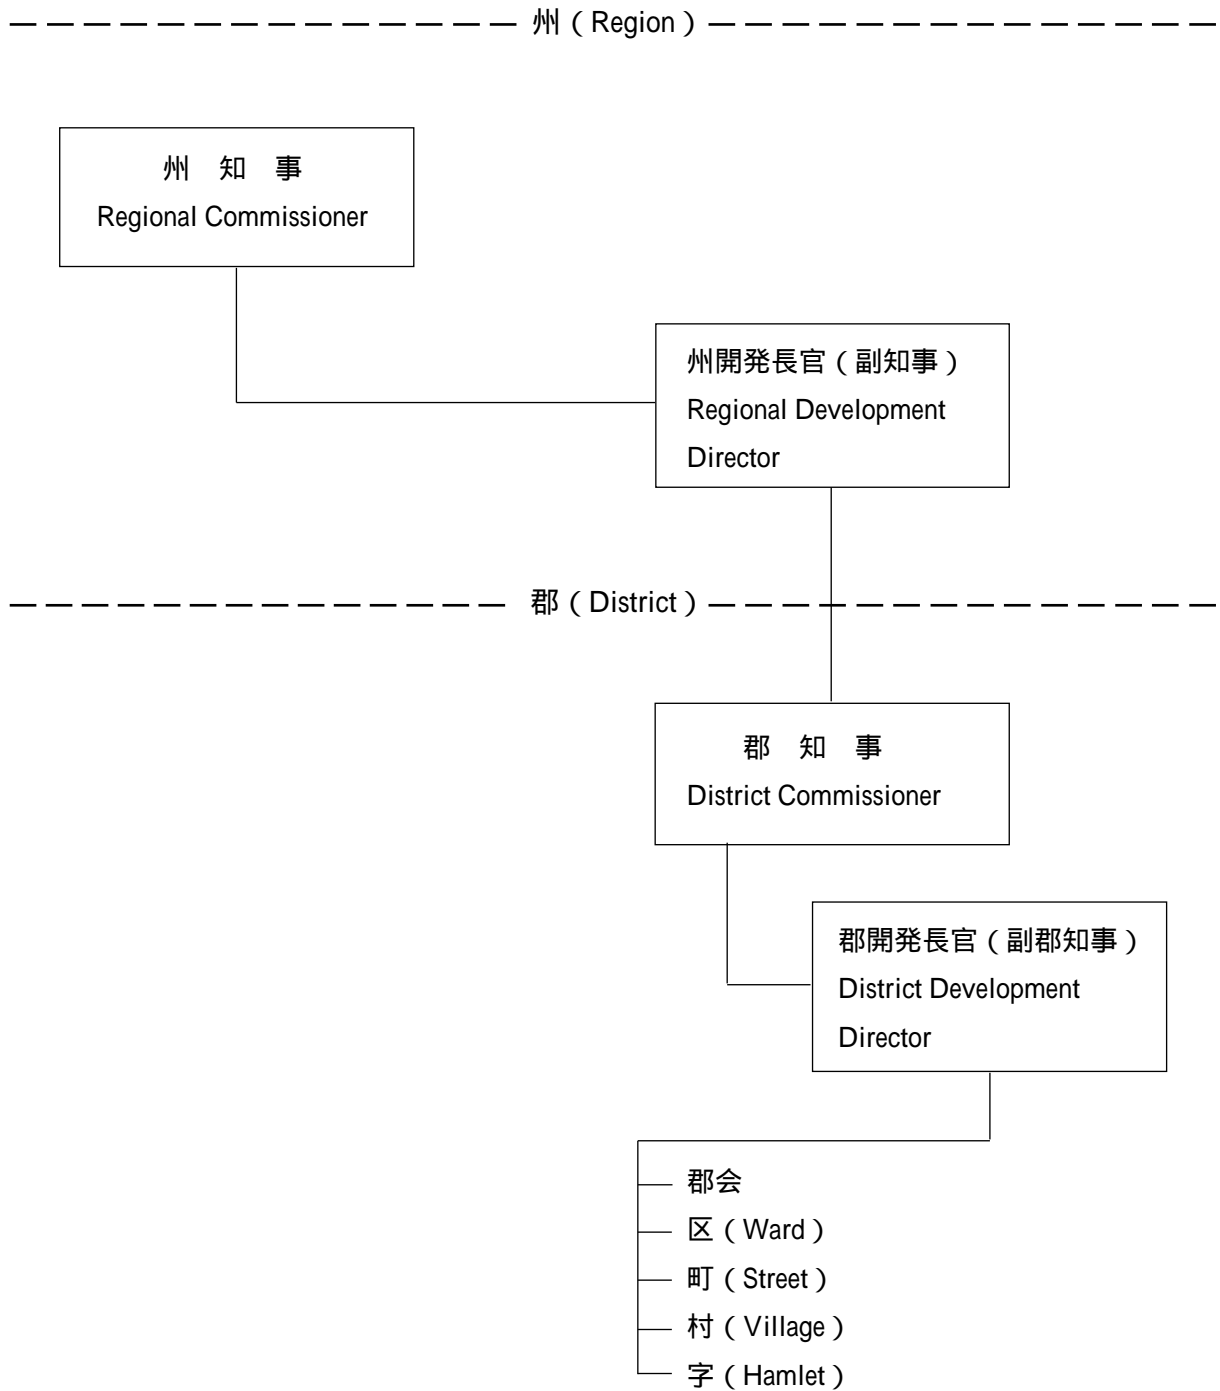 州（Region）
州　知　事
Regional Commissioner
州開発長官（副知事）
Regional Development
Director
郡（District）
郡　知　事
District Commissioner
郡開発長官（副郡知事）
District Development
Director
郡会
区（Ward）
町（Street）
村（Village）
字（Hamlet）